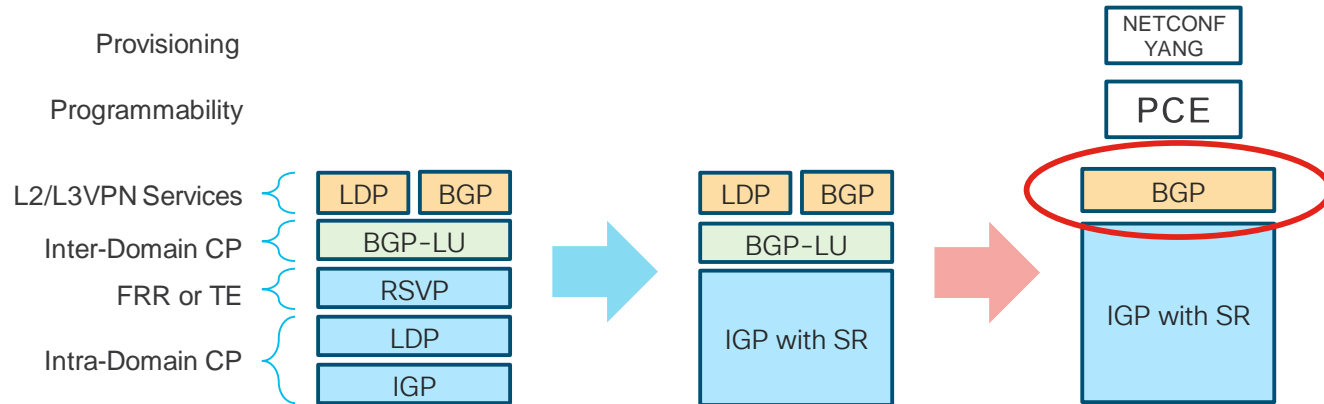 Provisioning
NETCONF
YANG
Programmability
PCE
L2/L3VPN Services
LDP
BGP
LDP
BGP
BGP
Inter-Domain CP
BGP-LU
BGP-LU
FRR or TE
RSVP
IGP with SR
IGP with SR
Intra-Domain CP
LDP
IGP